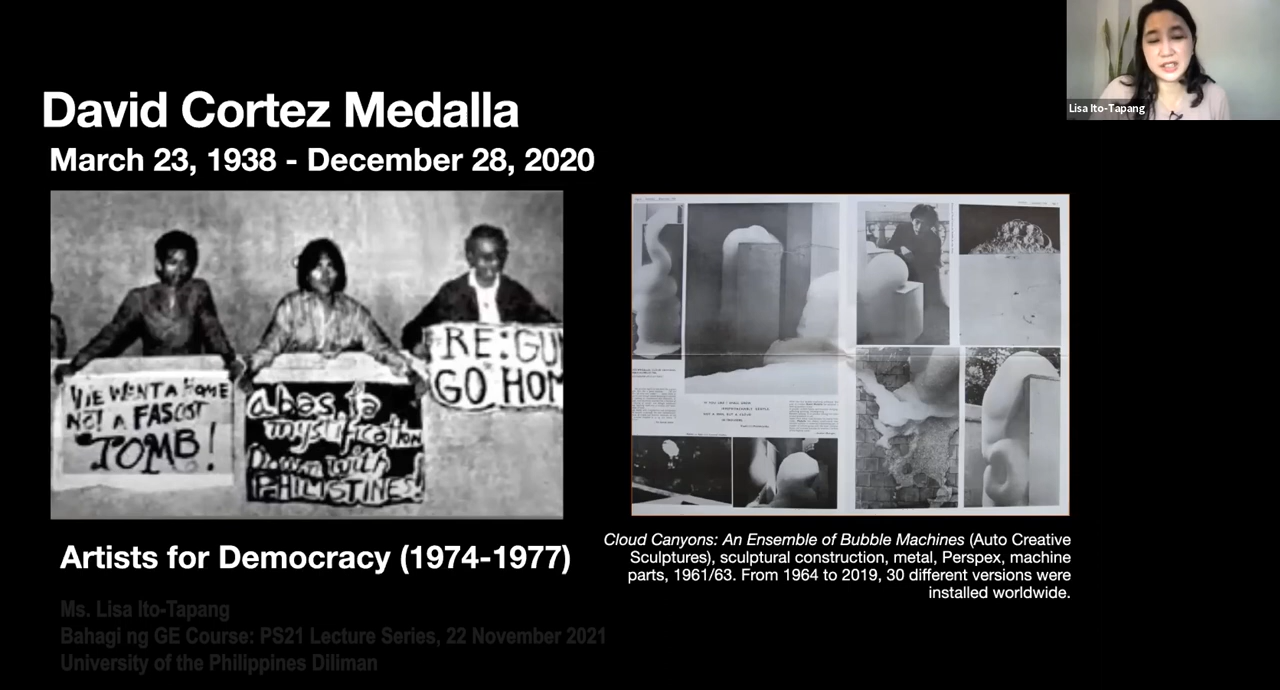 Lisa Ito-Tapang
David Cortez Medalla
March 23, 1938 - December 28, 2020
WE WANT A HOME
NOT A FASCIST
TOMB!
abas la
mystification
Down with
PHILISTINES!
RE:GU
GO HOM
Artists for Democracy (1974-1977)
Cloud Canyons: An Ensemble of Bubble Machines (Auto Creative
Sculptures), sculptural construction, metal, Perspex, machine
parts, 1961/63. From 1964 to 2019, 30 different versions were
installed worldwide.
Ms. Lisa Ito-Tapang
Bahagi ng GE Course: PS21 Lecture Series, 22 November 2021
University of the Philippines Diliman